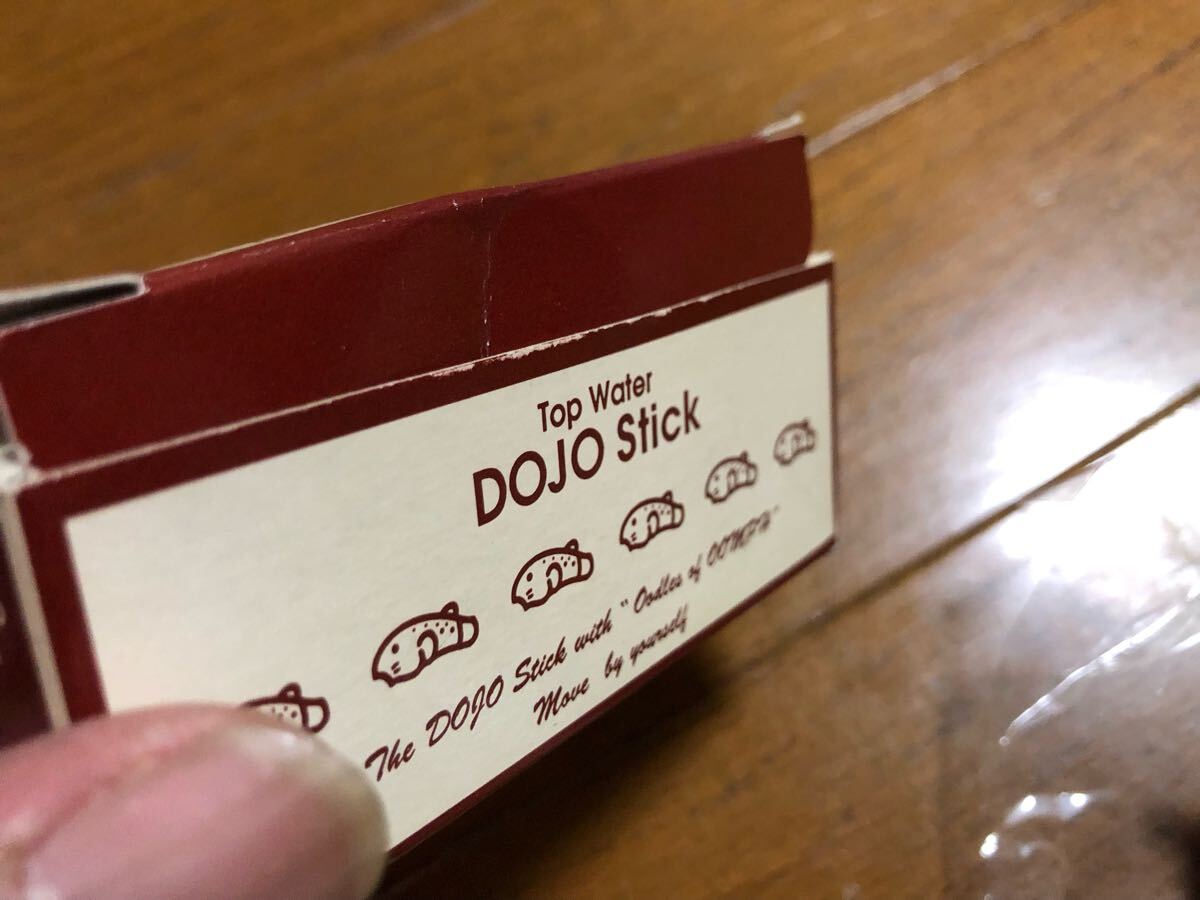 Top Water
DOJO Stick
The DOJO Stick with " Oodles of OOMPH"
Move by yourself